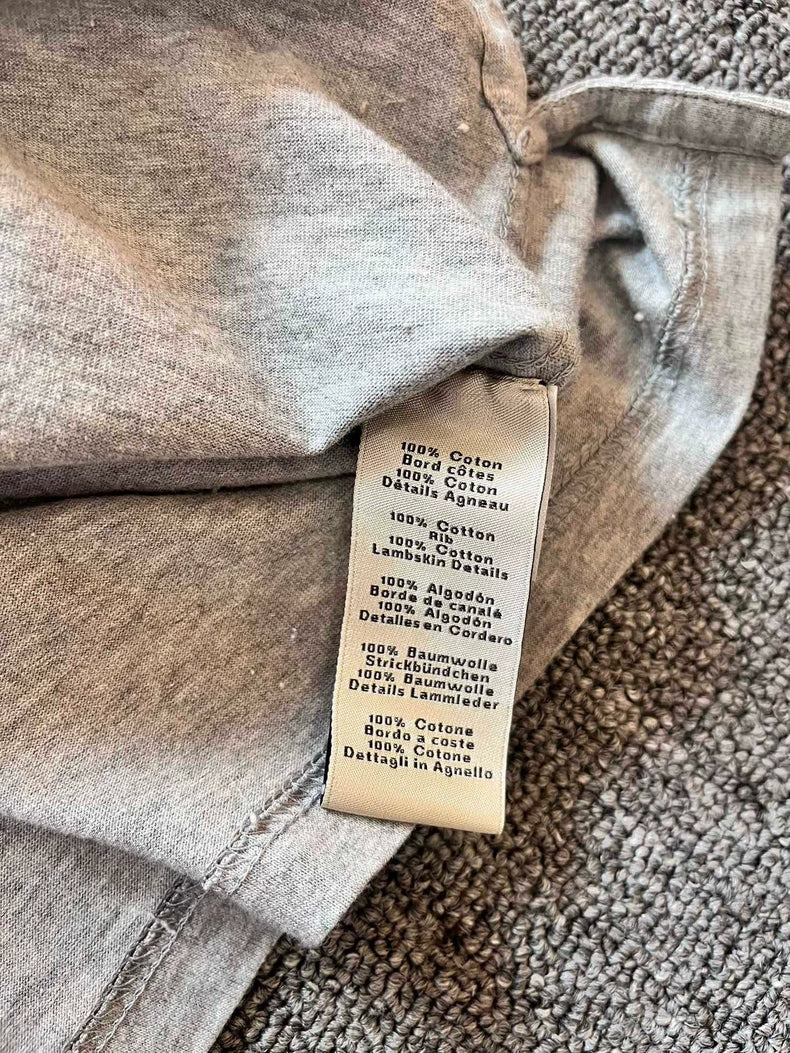 100% Coton
Bord côtes
100% Coton
Détails Agneau
100% Cotton
Rib
100% Cotton
Lambskin Details
100% Algodón
Borde de canalé
100% Algodón
Detalles en Cordero
100% Baumwolle
Strickbündchen
100% Baumwolle
Details Lammleder
100% Cotone
Bordo a coste
100% Cotone
Dettagli in Agnello